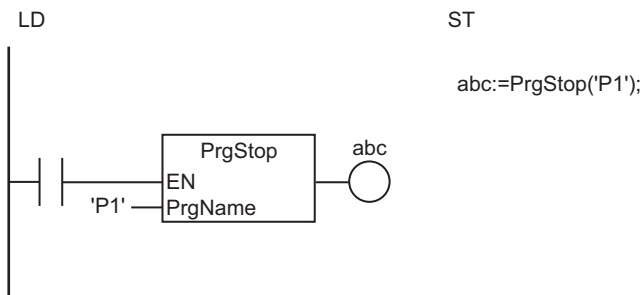 LD
ST
abc:=PrgStop('P1');
PrgStop
abc
EN
'P1'
PrgName